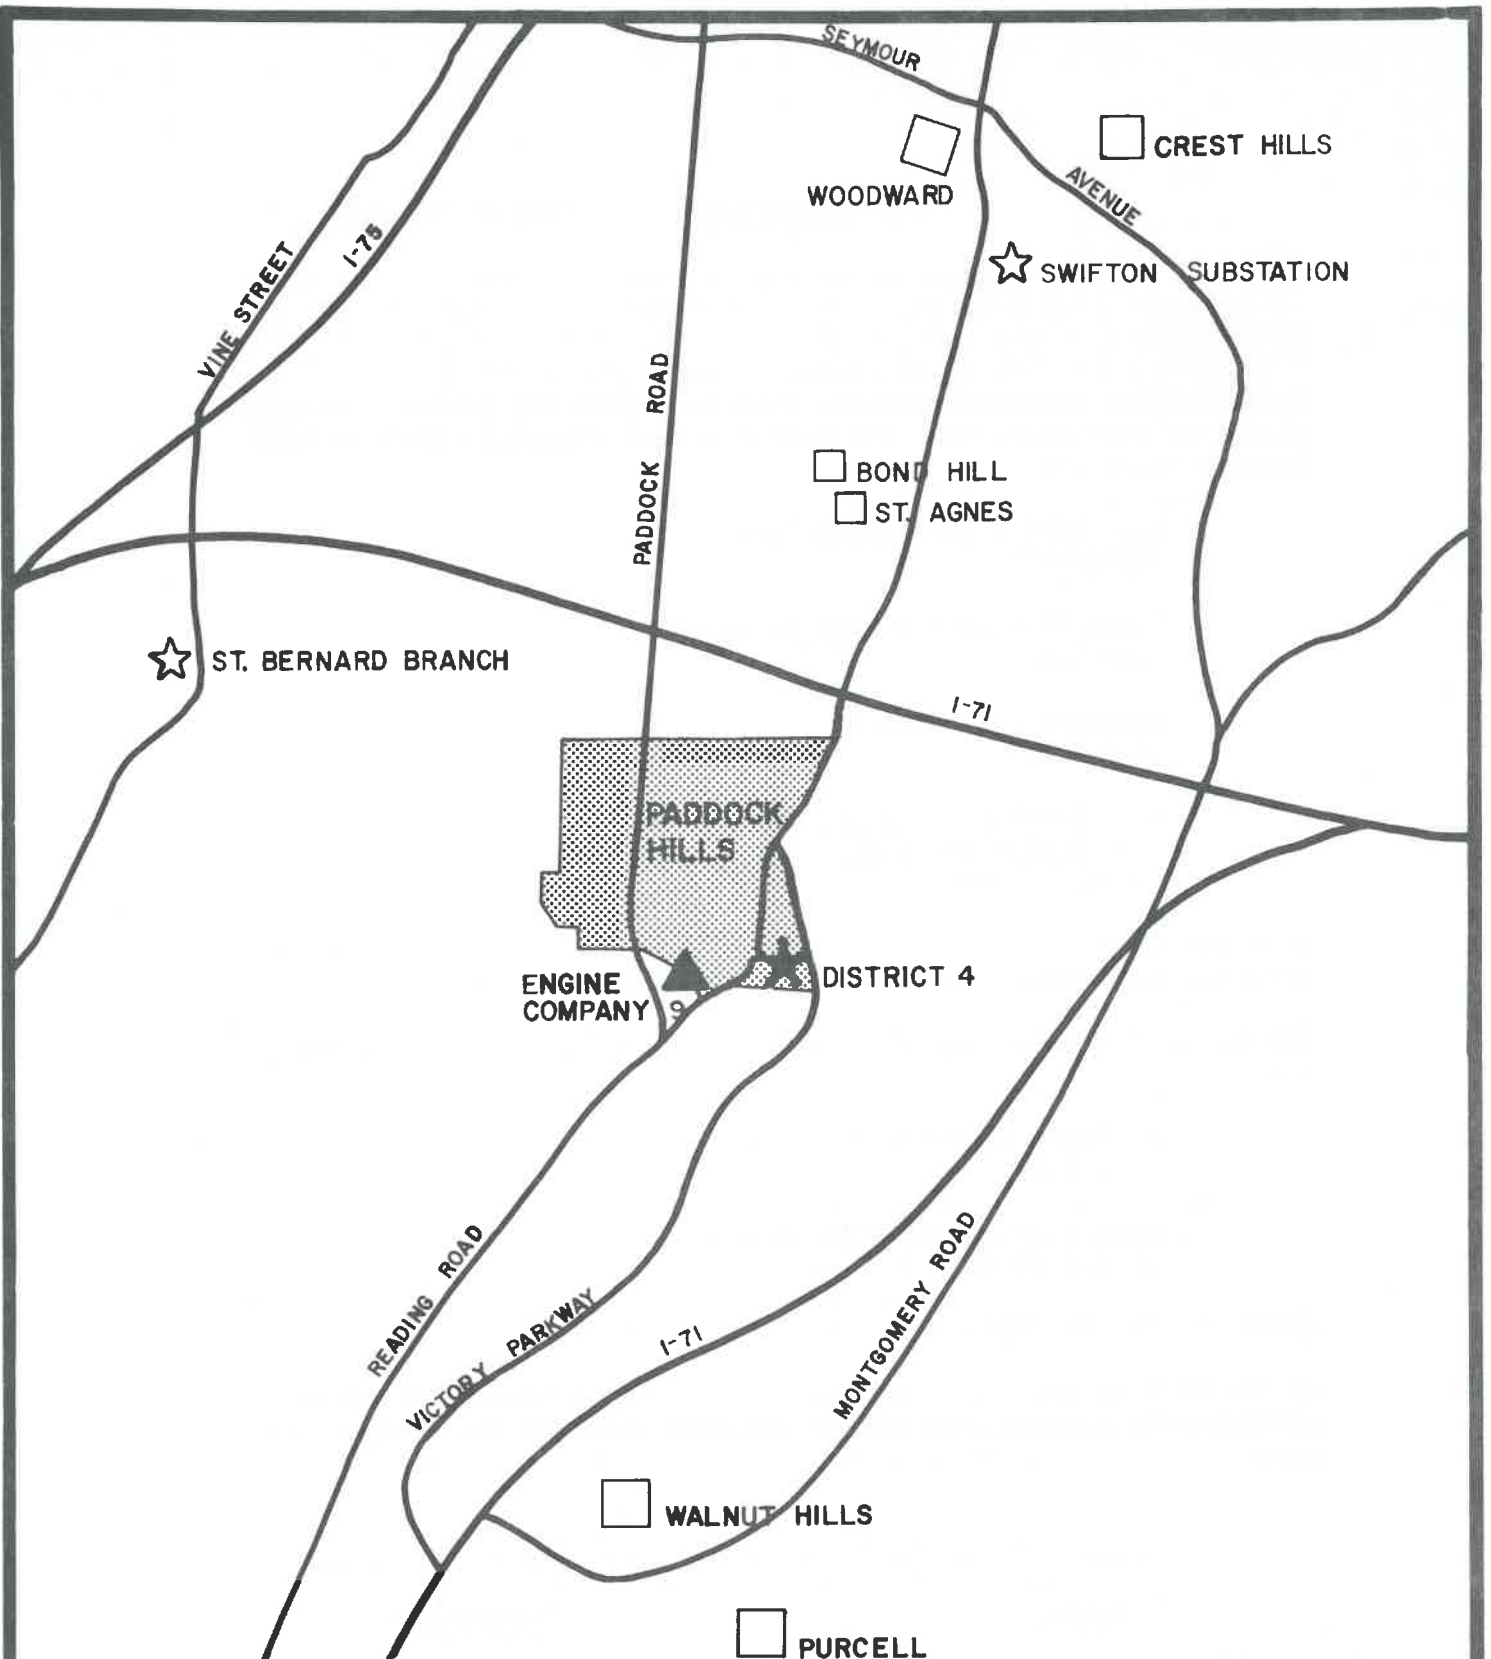 SEYMOUR
CREST HILLS
WOODWARD
AVENUE
I-75
VINE STREET
SWIFTON SUBSTATION
PADDOCK ROAD
BOND HILL
ST. AGNES
ST. BERNARD BRANCH
I-71
PADDOCK
HILLS
ENGINE
COMPANY 9
DISTRICT 4
READING ROAD
VICTORY PARKWAY
I-71
MONTGOMERY ROAD
WALNUT HILLS
PURCELL